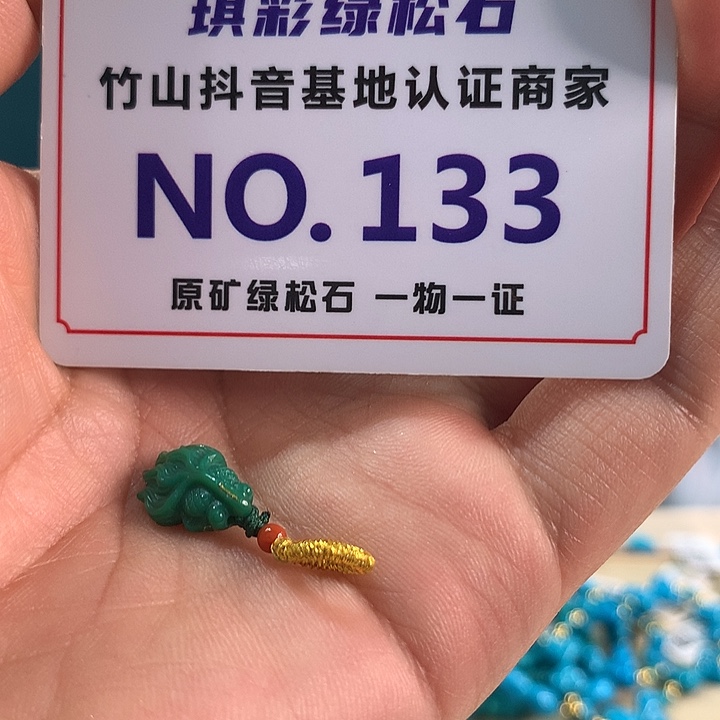 琪彩绿松石
竹山抖音基地认证商家
NO.133
原矿绿松石 一物一证